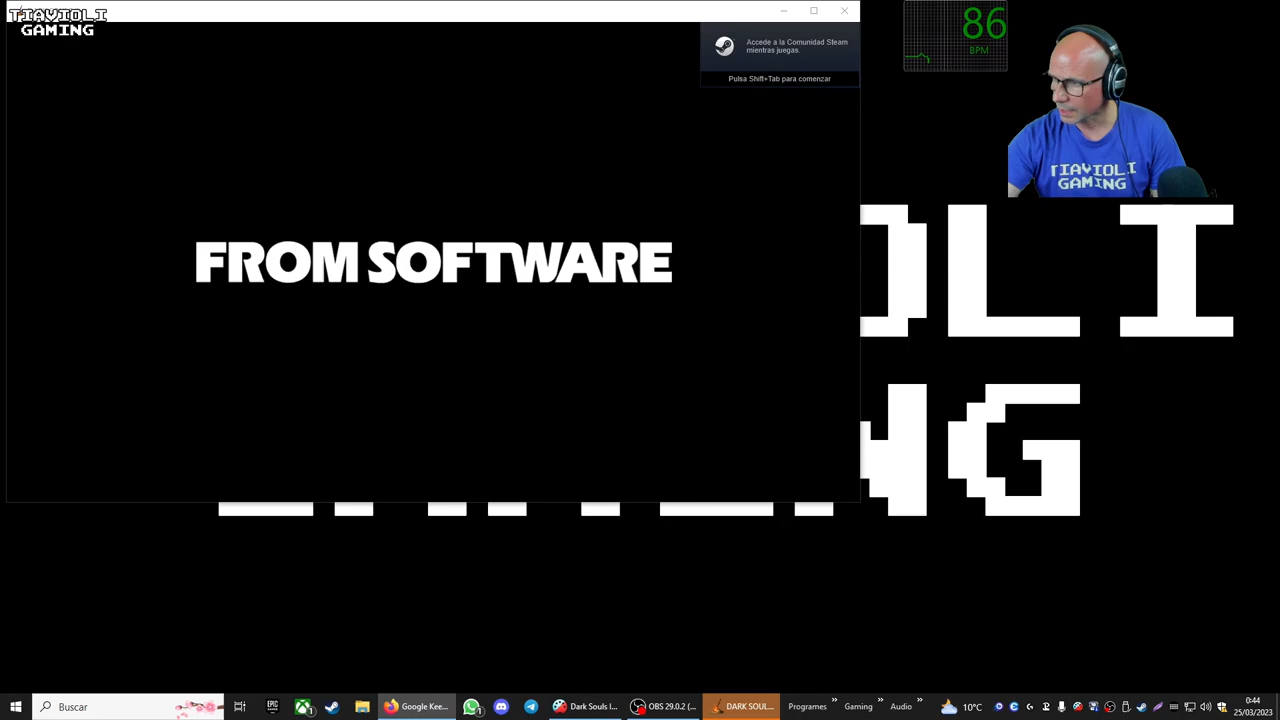 TIAVIOLI
GAMING
Accede a la Comunidad Steam
mientras juegas.
Pulsa Shift+Tab para comenzar
86
BPM
TIAVIOLI
GAMING
FROM SOFTWARE
OLI
NG
Buscar
Google Kee...
Dark Souls I...
OBS 29.0.2 (...
DARK SOUL...
Programes
Gaming
Audio
10°C
0:44
25/03/2023